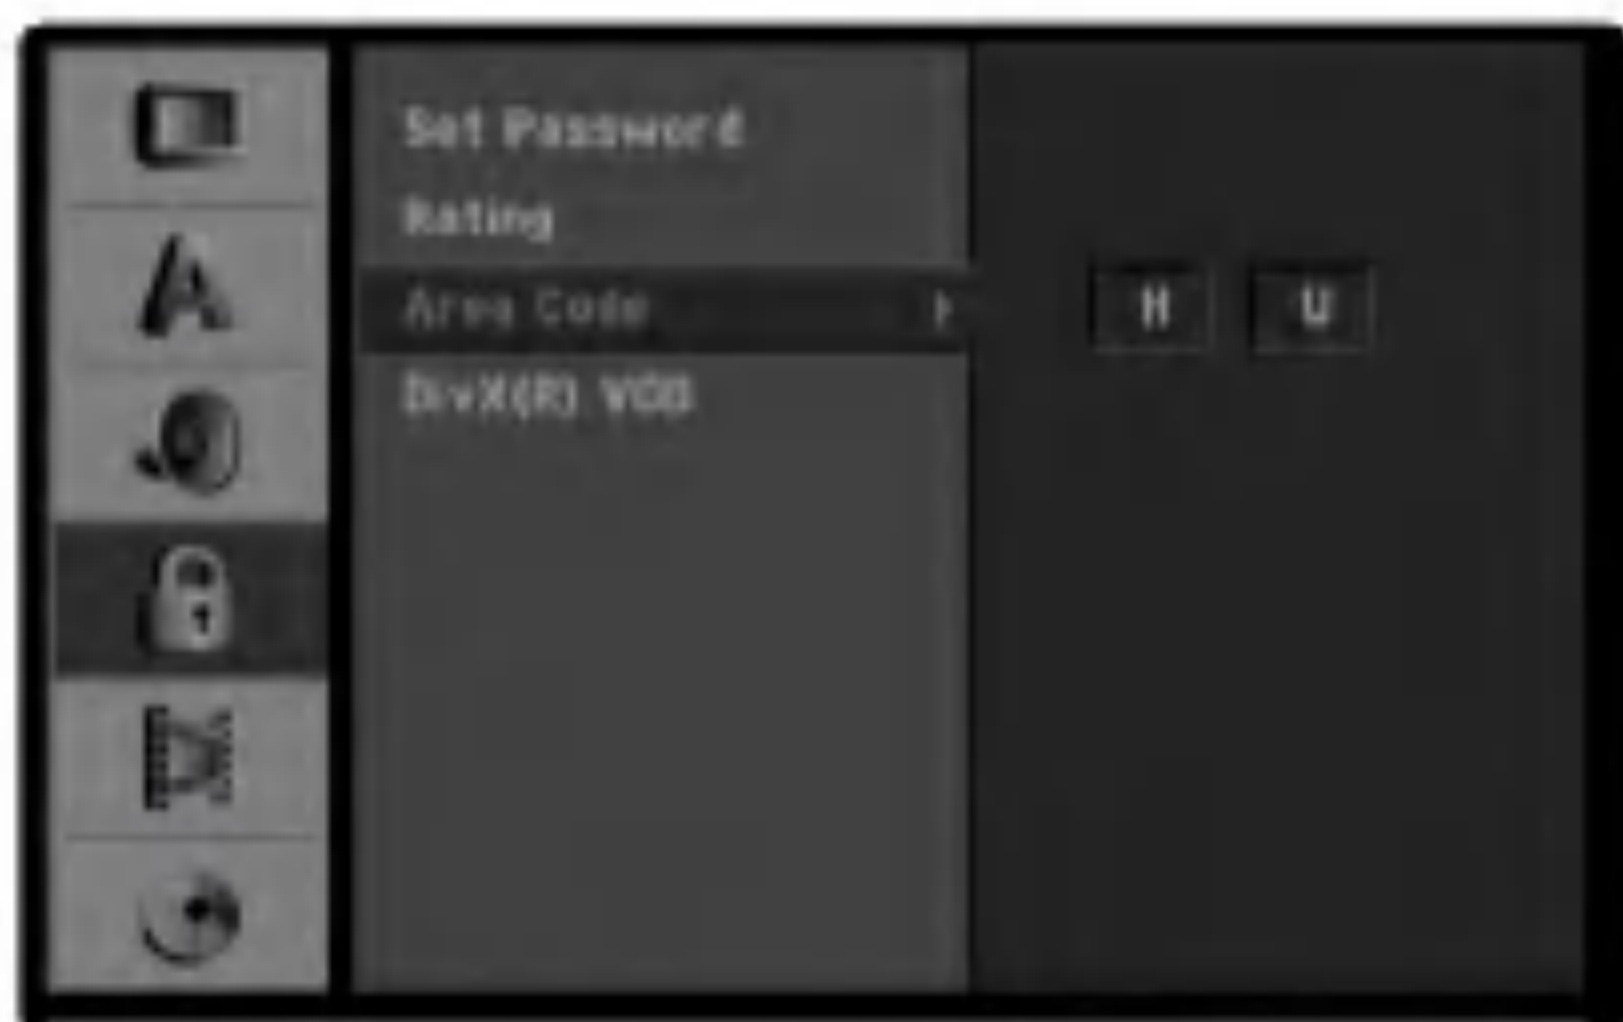 Set Password
Rating
Area Code
H U
DivX(R) VOD